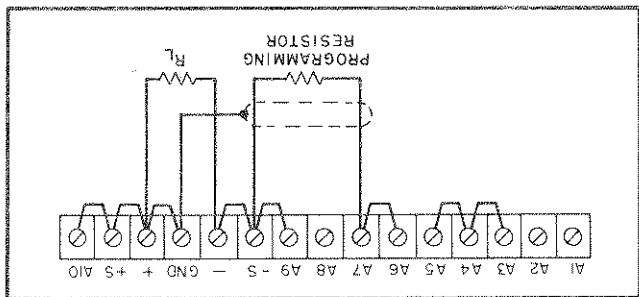 A1 A2 A3 A4 A5 A6 A7 A8 A9 -S — GND + +S A10
PROGRAMMING
RESISTOR
RL